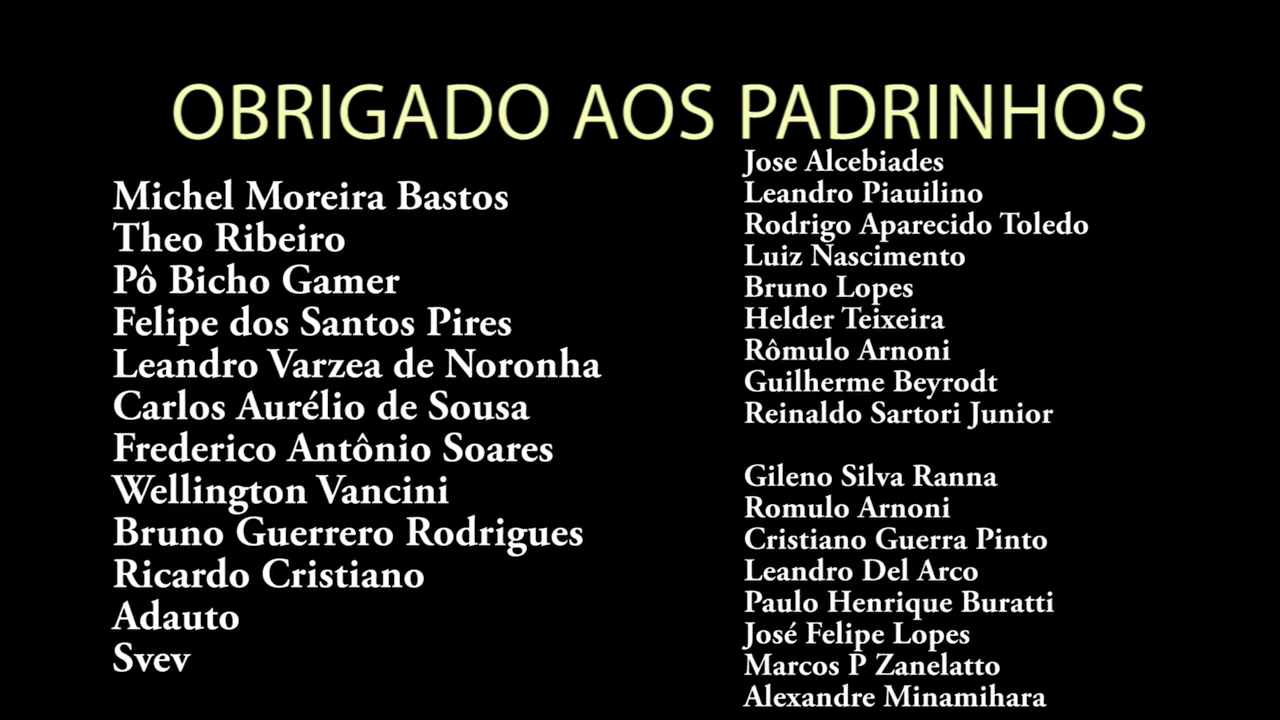 OBRIGADO AOS PADRINHOS
Michel Moreira Bastos
Theo Ribeiro
Pô Bicho Gamer
Felipe dos Santos Pires
Leandro Varzea de Noronha
Carlos Aurélio de Sousa
Frederico Antônio Soares
Wellington Vancini
Bruno Guerrero Rodrigues
Ricardo Cristiano
Adauto
Svev
Jose Alcebiades
Leandro Piauilino
Rodrigo Aparecido Toledo
Luiz Nascimento
Bruno Lopes
Helder Teixeira
Rômulo Arnoni
Guilherme Beyrodt
Reinaldo Sartori Junior
Gileno Silva Ranna
Romulo Arnoni
Cristiano Guerra Pinto
Leandro Del Arco
Paulo Henrique Buratti
José Felipe Lopes
Marcos P Zanelatto
Alexandre Minamihara